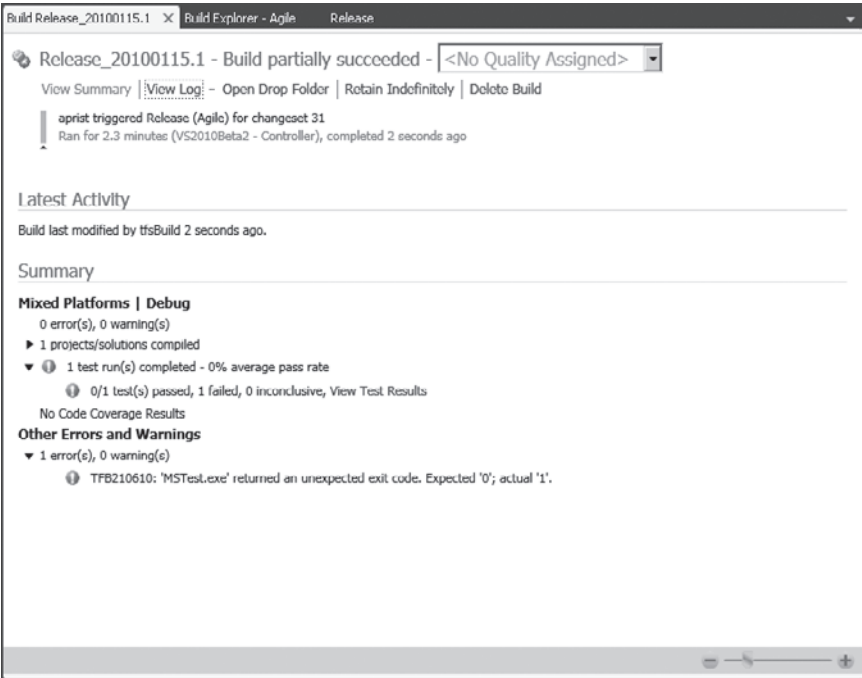 Build Release_20100115.1 Build Explorer - Agile Release
Release_20100115.1 - Build partially succeeded - <No Quality Assigned>
View Summary | View Log - Open Drop Folder | Retain Indefinitely | Delete Build
aprist triggered Release (Agile) for changeset 31
Ran for 2.3 minutes (VS2010Beta2 - Controller), completed 2 seconds ago
Latest Activity
Build last modified by tfsBuild 2 seconds ago.
Summary
Mixed Platforms | Debug
0 error(s), 0 warning(s)
1 projects/solutions compiled
1 test run(s) completed - 0% average pass rate
0/1 test(s) passed, 1 failed, 0 inconclusive, View Test Results
No Code Coverage Results
Other Errors and Warnings
1 error(s), 0 warning(s)
TFB210610: 'MSTest.exe' returned an unexpected exit code. Expected '0'; actual '1'.